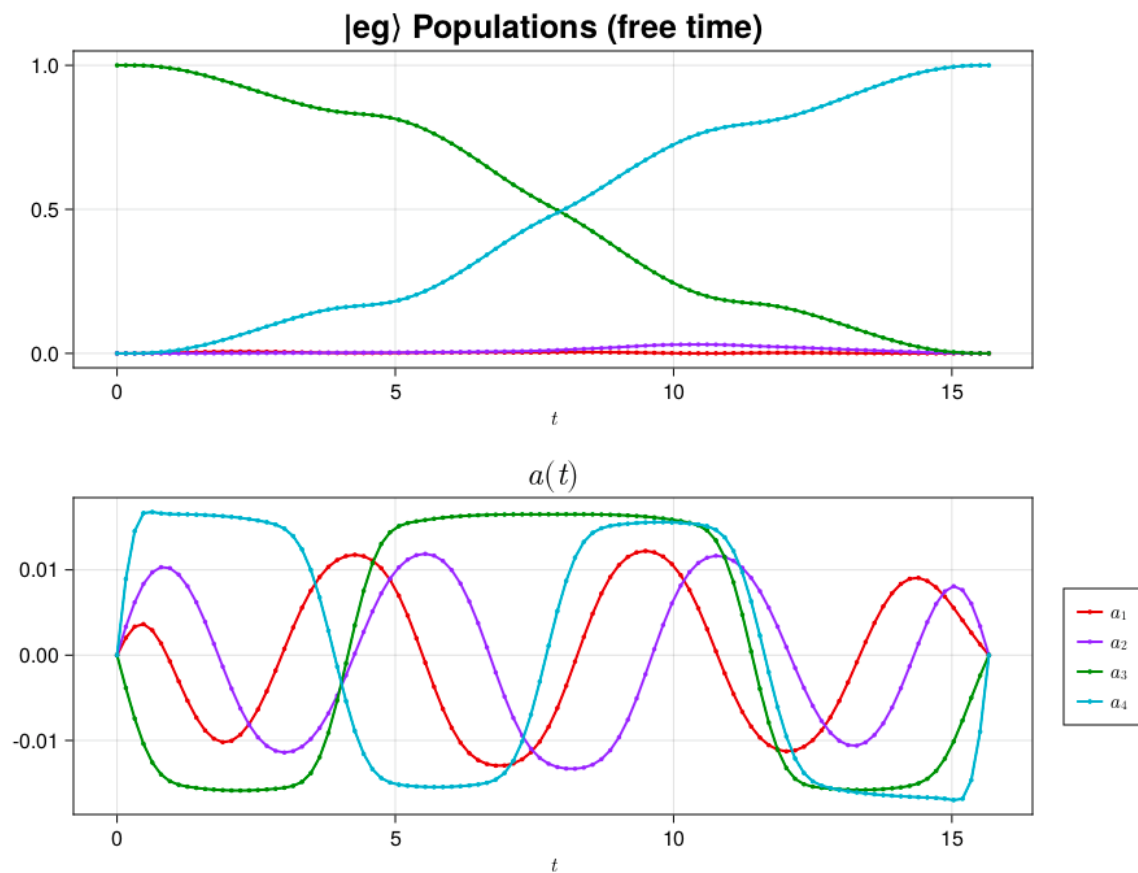 |eg⟩ Populations (free time)
1.0
0.5
0.0
0 5 10 15
t
a(t)
0.01
0.00
-0.01
0 5 10 15
t
a₁
a₂
a₃
a₄